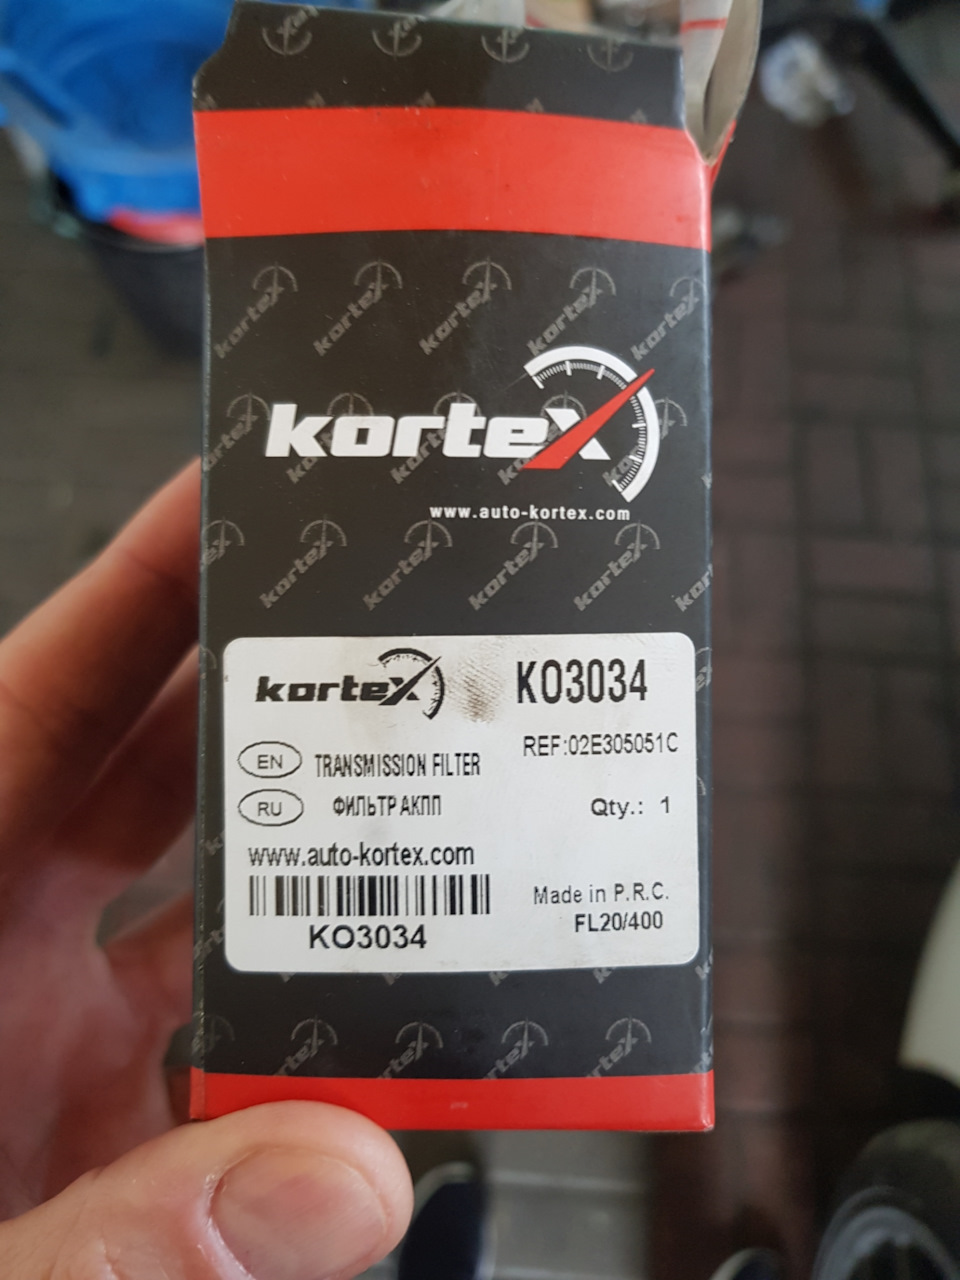 kortex
www.auto-kortex.com
kortex KO3034
REF:02E305051C
EN TRANSMISSION FILTER
RU ФИЛЬТР АКПП
Qty.: 1
www.auto-kortex.com
Made in P.R.C.
FL20/400
KO3034